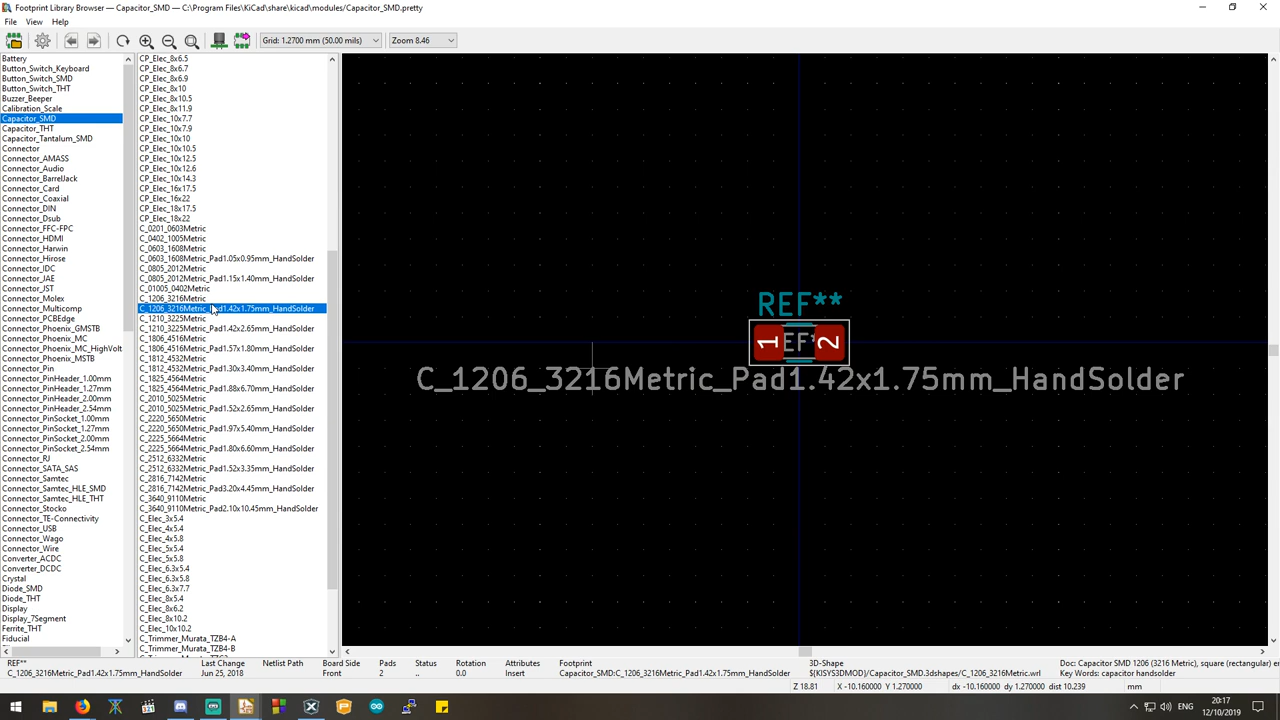 Footprint Library Browser — Capacitor_SMD — C:\Program Files\KiCad\share\kicad\modules/Capacitor_SMD.pretty
File View Help
Grid: 1.2700 mm (50.00 mils)
Zoom 8.46
Battery
Button_Switch_Keyboard
Button_Switch_SMD
Button_Switch_THT
Buzzer_Beeper
Calibration_Scale
Capacitor_SMD
Capacitor_THT
Capacitor_Tantalum_SMD
Connector
Connector_AMASS
Connector_Audio
Connector_BarrelJack
Connector_Card
Connector_Coaxial
Connector_DIN
Connector_Dsub
Connector_FFC-FPC
Connector_HDMI
Connector_Harwin
Connector_Hirose
Connector_IDC
Connector_JAE
Connector_JST
Connector_Molex
Connector_Multicomp
Connector_PCBEdge
Connector_Phoenix_GMSTB
Connector_Phoenix_MC
Connector_Phoenix_MC_HighVolt
Connector_Phoenix_MSTB
Connector_Pin
Connector_PinHeader_1.00mm
Connector_PinHeader_1.27mm
Connector_PinHeader_2.00mm
Connector_PinHeader_2.54mm
Connector_PinSocket_1.00mm
Connector_PinSocket_1.27mm
Connector_PinSocket_2.00mm
Connector_PinSocket_2.54mm
Connector_RJ
Connector_SATA_SAS
Connector_Samtec
Connector_Samtec_HLE_SMD
Connector_Samtec_HLE_THT
Connector_Stocko
Connector_TE-Connectivity
Connector_USB
Connector_Wago
Connector_Wire
Converter_ACDC
Converter_DCDC
Crystal
Diode_SMD
Diode_THT
Display
Display_7Segment
Ferrite_THT
Fiducial
CP_Elec_8x6.5
CP_Elec_8x6.7
CP_Elec_8x6.9
CP_Elec_8x10
CP_Elec_8x10.5
CP_Elec_8x11.9
CP_Elec_10x7.7
CP_Elec_10x7.9
CP_Elec_10x10
CP_Elec_10x10.5
CP_Elec_10x12.5
CP_Elec_10x12.6
CP_Elec_10x14.3
CP_Elec_16x17.5
CP_Elec_16x22
CP_Elec_18x17.5
CP_Elec_18x22
C_0201_0603Metric
C_0402_1005Metric
C_0603_1608Metric
C_0603_1608Metric_Pad1.05x0.95mm_HandSolder
C_0805_2012Metric
C_0805_2012Metric_Pad1.15x1.40mm_HandSolder
C_01005_0402Metric
C_1206_3216Metric
C_1206_3216Metric_Pad1.42x1.75mm_HandSolder
C_1210_3225Metric
C_1210_3225Metric_Pad1.42x2.65mm_HandSolder
C_1806_4516Metric
C_1806_4516Metric_Pad1.57x1.80mm_HandSolder
C_1812_4532Metric
C_1812_4532Metric_Pad1.30x3.40mm_HandSolder
C_1825_4564Metric
C_1825_4564Metric_Pad1.88x6.70mm_HandSolder
C_2010_5025Metric
C_2010_5025Metric_Pad1.52x2.65mm_HandSolder
C_2220_5650Metric
C_2220_5650Metric_Pad1.97x5.40mm_HandSolder
C_2225_5664Metric
C_2225_5664Metric_Pad1.80x6.60mm_HandSolder
C_2512_6332Metric
C_2512_6332Metric_Pad1.52x3.35mm_HandSolder
C_2816_7142Metric
C_2816_7142Metric_Pad3.20x4.45mm_HandSolder
C_3640_9110Metric
C_3640_9110Metric_Pad2.10x10.45mm_HandSolder
C_Elec_3x5.4
C_Elec_4x5.4
C_Elec_4x5.8
C_Elec_5x5.4
C_Elec_5x5.8
C_Elec_6.3x5.4
C_Elec_6.3x5.8
C_Elec_6.3x7.7
C_Elec_8x5.4
C_Elec_8x6.2
C_Elec_8x10.2
C_Elec_10x10.2
C_Trimmer_Murata_TZB4-A
C_Trimmer_Murata_TZB4-B
REF**
1 EF* 2
C_1206_3216Metric_Pad1.42x1.75mm_HandSolder
REF** Last Change Netlist Path Board Side Pads Status Rotation Attributes Footprint 3D-Shape Doc: Capacitor SMD 1206 (3216 Metric), square (rectangular) er
C_1206_3216Metric_Pad1.42x1.75mm_HandSolder Jun 25, 2018 Front 2 .. 0.0 Insert Capacitor_SMD:C_1206_3216Metric_Pad1.42x1.75mm_HandSolder ${KISYS3DMOD}/Capacitor_SMD.3dshapes/C_1206_3216Metric.wrl Key Words: capacitor handsolder
Z 18.81 X -10.160000 Y 1.270000 dx -10.160000 dy 1.270000 dist 10.239 mm
ENG
20:17
12/10/2019